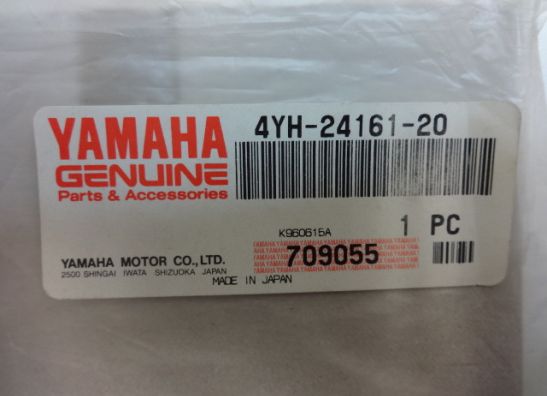 YAMAHA
GENUINE
Parts & Accessories
4YH-24161-20
K960615A
1 PC
709055
YAMAHA MOTOR CO.,LTD.
2500 SHINGAI IWATA SHIZUOKA JAPAN
MADE IN JAPAN